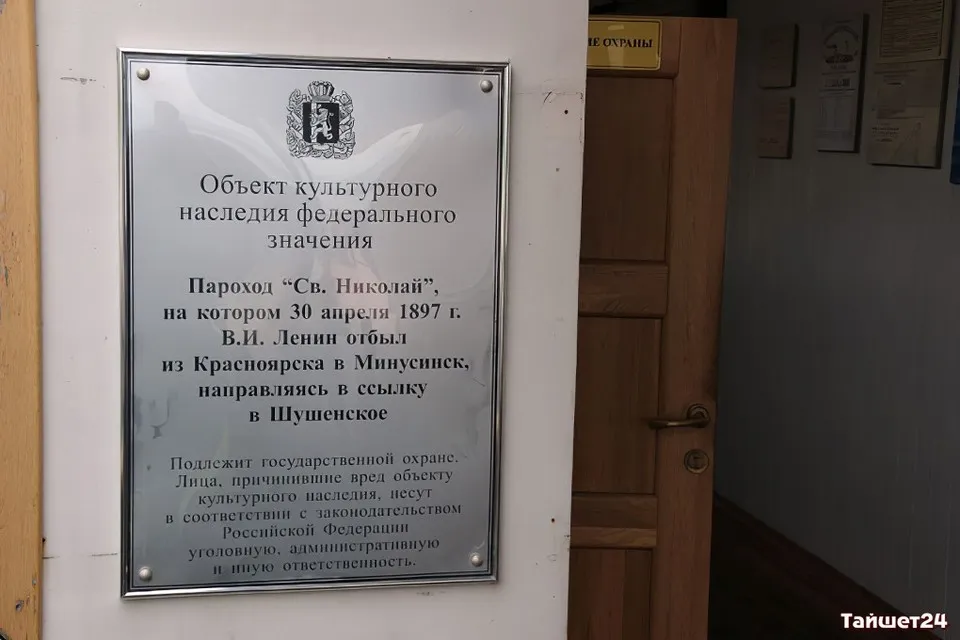 Объект культурного
наследия федерального
значения
Пароход “Св. Николай”,
на котором 30 апреля 1897 г.
В.И. Ленин отбыл
из Красноярска в Минусинск,
направляясь в ссылку
в Шушенское
Подлежит государственной охране.
Лица, причинившие вред объекту
культурного наследия, несут
в соответствии с законодательством
Российской Федерации
уголовную, административную
и иную ответственность.
ОХРАНЫ
Тайшет24